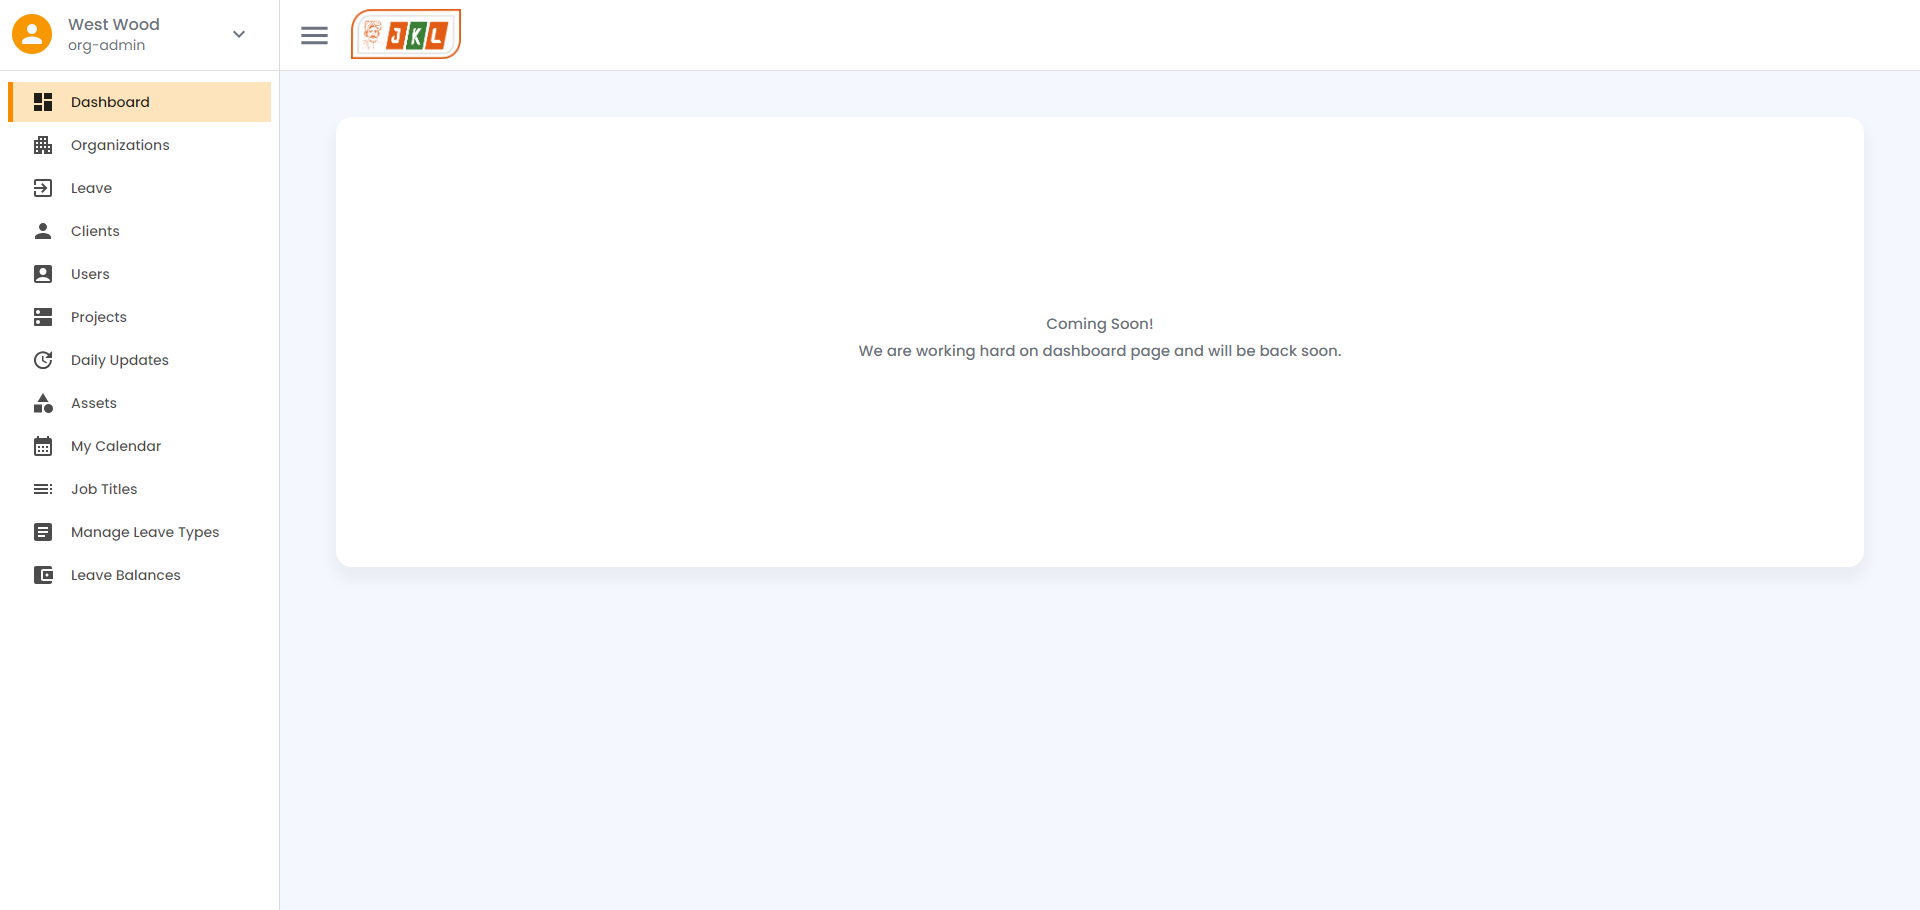 West Wood
org-admin
JKL
Dashboard
Organizations
Leave
Clients
Users
Projects
Daily Updates
Assets
My Calendar
Job Titles
Manage Leave Types
Leave Balances
Coming Soon!
We are working hard on dashboard page and will be back soon.